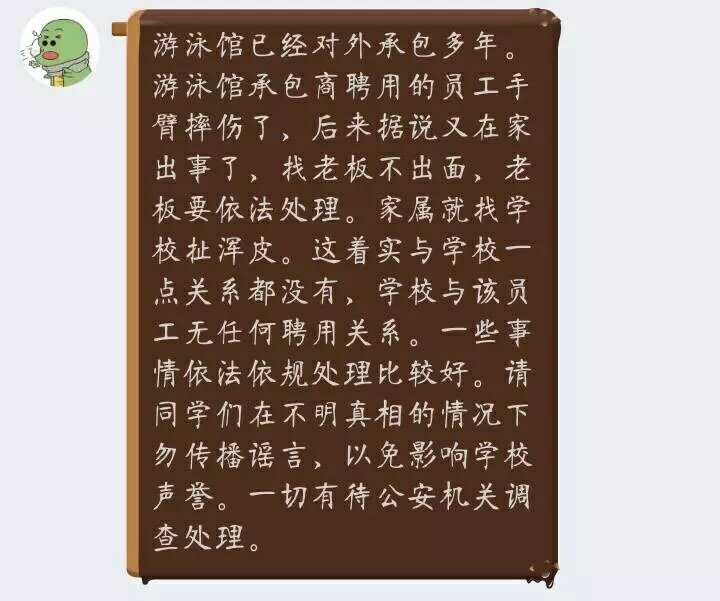 游泳馆已经对外承包多年。
游泳馆承包商聘用的员工手
臂摔伤了，后来据说又在家
出事了，找老板不出面，老
板要依法处理。家属就找学
校扯浑皮。这着实与学校一
点关系都没有，学校与该员
工无任何聘用关系。一些事
情依法依规处理比较好。请
同学们在不明真相的情况下
勿传播谣言，以免影响学校
声誉。一切有待公安机关调
查处理。